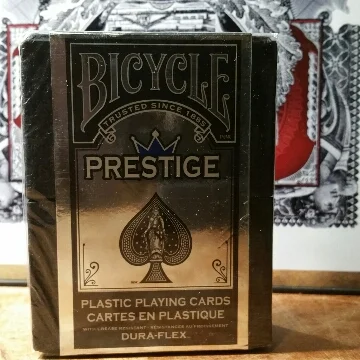 BICYCLE
TRUSTED SINCE 1885
PRESTIGE
PLASTIC PLAYING CARDS
CARTES EN PLASTIQUE
DURA-FLEX